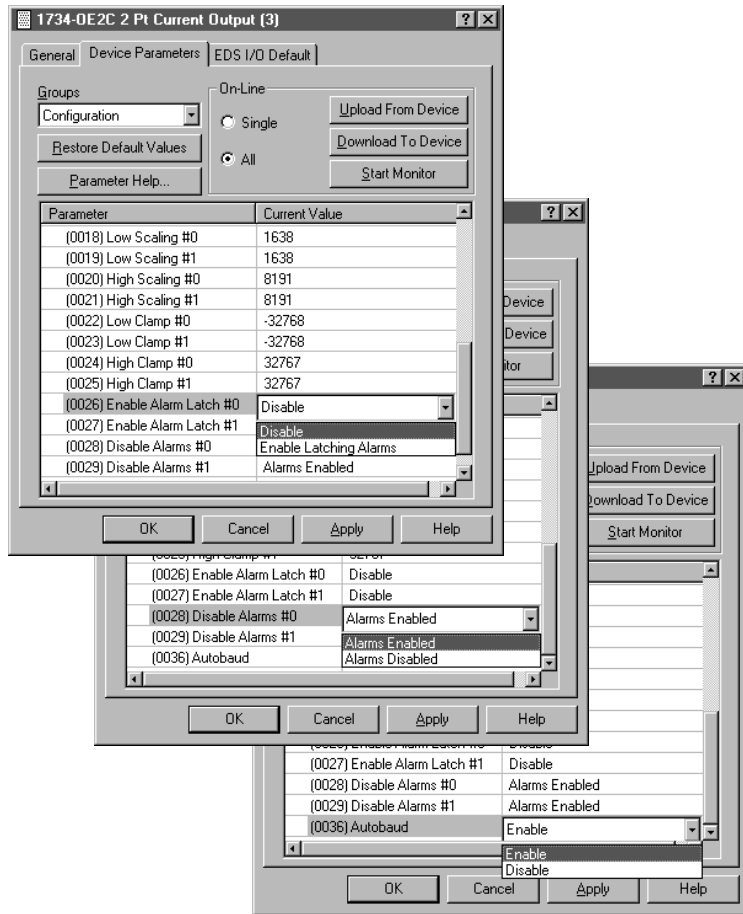 1734-OE2C 2 Pt Current Output (3)
General Device Parameters EDS I/O Default
Groups
Configuration
Restore Default Values
Parameter Help...
On-Line
Single
All
Upload From Device
Download To Device
Start Monitor
Parameter Current Value
(0018) Low Scaling #0 1638
(0019) Low Scaling #1 1638
(0020) High Scaling #0 8191
(0021) High Scaling #1 8191
(0022) Low Clamp #0 -32768
(0023) Low Clamp #1 -32768
(0024) High Clamp #0 32767
(0025) High Clamp #1 32767
(0026) Enable Alarm Latch #0 Disable
(0027) Enable Alarm Latch #1 Disable
(0028) Disable Alarms #0 Enable Latching Alarms
(0029) Disable Alarms #1 Alarms Enabled
OK Cancel Apply Help
Device
Device
itor
(0026) Enable Alarm Latch #0 Disable
(0027) Enable Alarm Latch #1 Disable
(0028) Disable Alarms #0 Alarms Enabled
(0029) Disable Alarms #1 Alarms Enabled
(0036) Autobaud Alarms Disabled
OK Cancel Apply Help
Upload From Device
Download To Device
Start Monitor
(0027) Enable Alarm Latch #1 Disable
(0028) Disable Alarms #0 Alarms Enabled
(0029) Disable Alarms #1 Alarms Enabled
(0036) Autobaud Enable
Enable
Disable
OK Cancel Apply Help